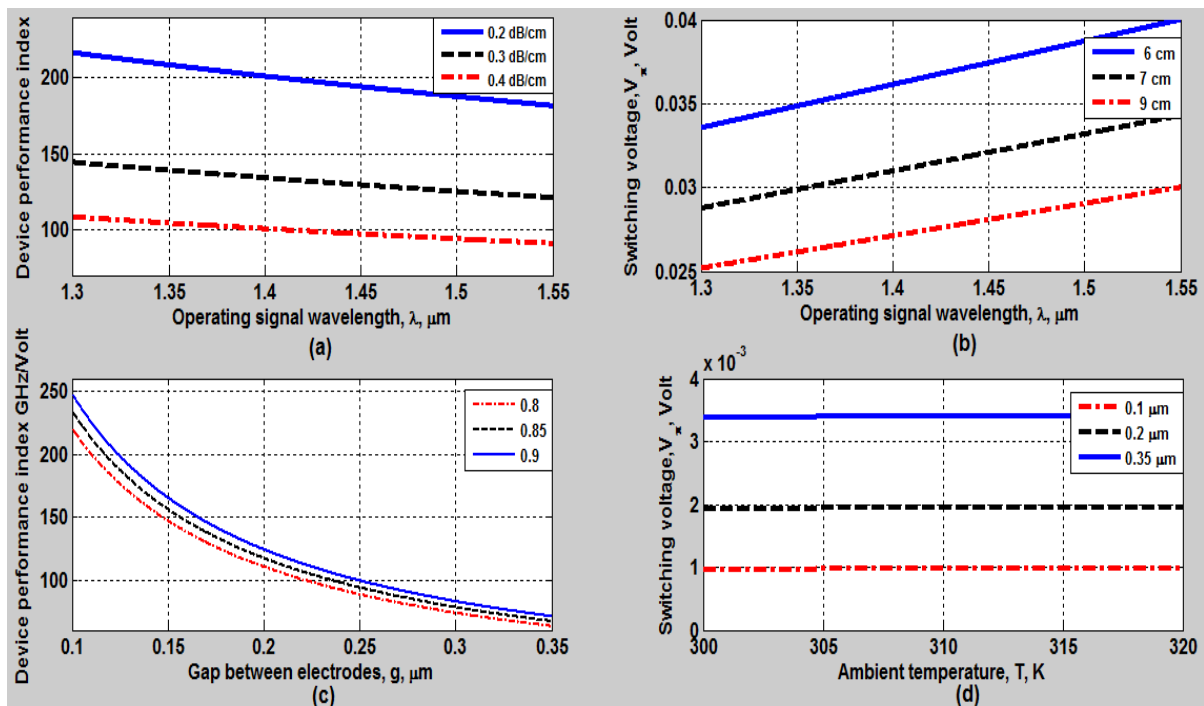 Device performance index
200
150
100
1.3 1.35 1.4 1.45 1.5 1.55
Operating signal wavelength, λ, μm
(a)
0.2 dB/cm
0.3 dB/cm
0.4 dB/cm
Switching voltage,Vπ, Volt
0.04
0.035
0.03
0.025
1.3 1.35 1.4 1.45 1.5 1.55
Operating signal wavelength, λ, μm
(b)
6 cm
7 cm
9 cm
Device performance index GHz/Volt
250
200
150
100
0.1 0.15 0.2 0.25 0.3 0.35
Gap between electrodes, g, μm
(c)
0.8
0.85
0.9
Switching voltage,Vπ, Volt
x 10-3
4
3
2
1
0
300 305 310 315 320
Ambient temperature, T, K
(d)
0.1 μm
0.2 μm
0.35 μm